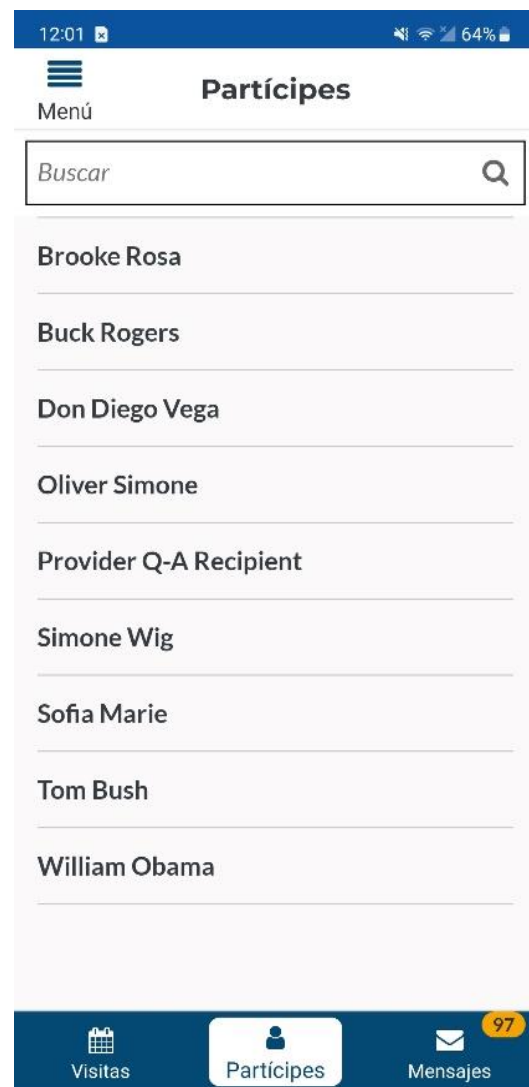 12:01
64%
Menú
Partícipes
Buscar
Brooke Rosa
Buck Rogers
Don Diego Vega
Oliver Simone
Provider Q-A Recipient
Simone Wig
Sofia Marie
Tom Bush
William Obama
97
Visitas
Partícipes
Mensajes